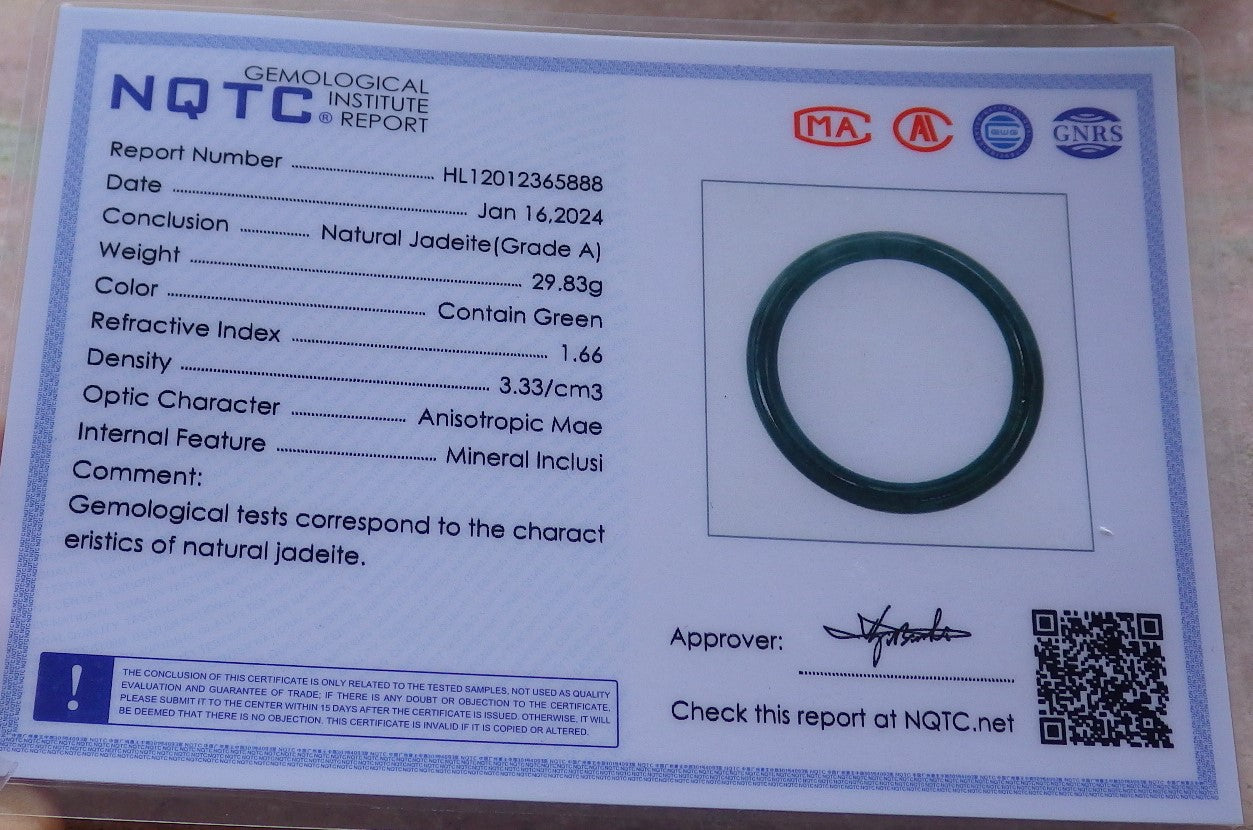 NQTC® GEMOLOGICAL
INSTITUTE
REPORT
CMA
CAL
GNRS
Report Number HL12012365888
Date Jan 16,2024
Conclusion Natural Jadeite(Grade A)
Weight 29.83g
Color Contain Green
Refractive Index 1.66
Density 3.33/cm3
Optic Character Anisotropic Mae
Internal Feature Mineral Inclusi
Comment:
Gemological tests correspond to the charact
eristics of natural jadeite.
!
THE CONCLUSION OF THIS CERTIFICATE IS ONLY RELATED TO THE TESTED SAMPLES, NOT USED AS QUALITY
EVALUATION AND GUARANTEE OF TRADE; IF THERE IS ANY DOUBT OR OBJECTION TO THE CERTIFICATE,
PLEASE SUBMIT IT TO THE CENTER WITHIN 15 DAYS AFTER THE CERTIFICATE IS ISSUED. OTHERWISE, IT WILL
BE DEEMED THAT THERE IS NO OBJECTION. THIS CERTIFICATE IS INVALID IF IT IS COPIED OR ALTERED.
Approver:
Check this report at NQTC.net